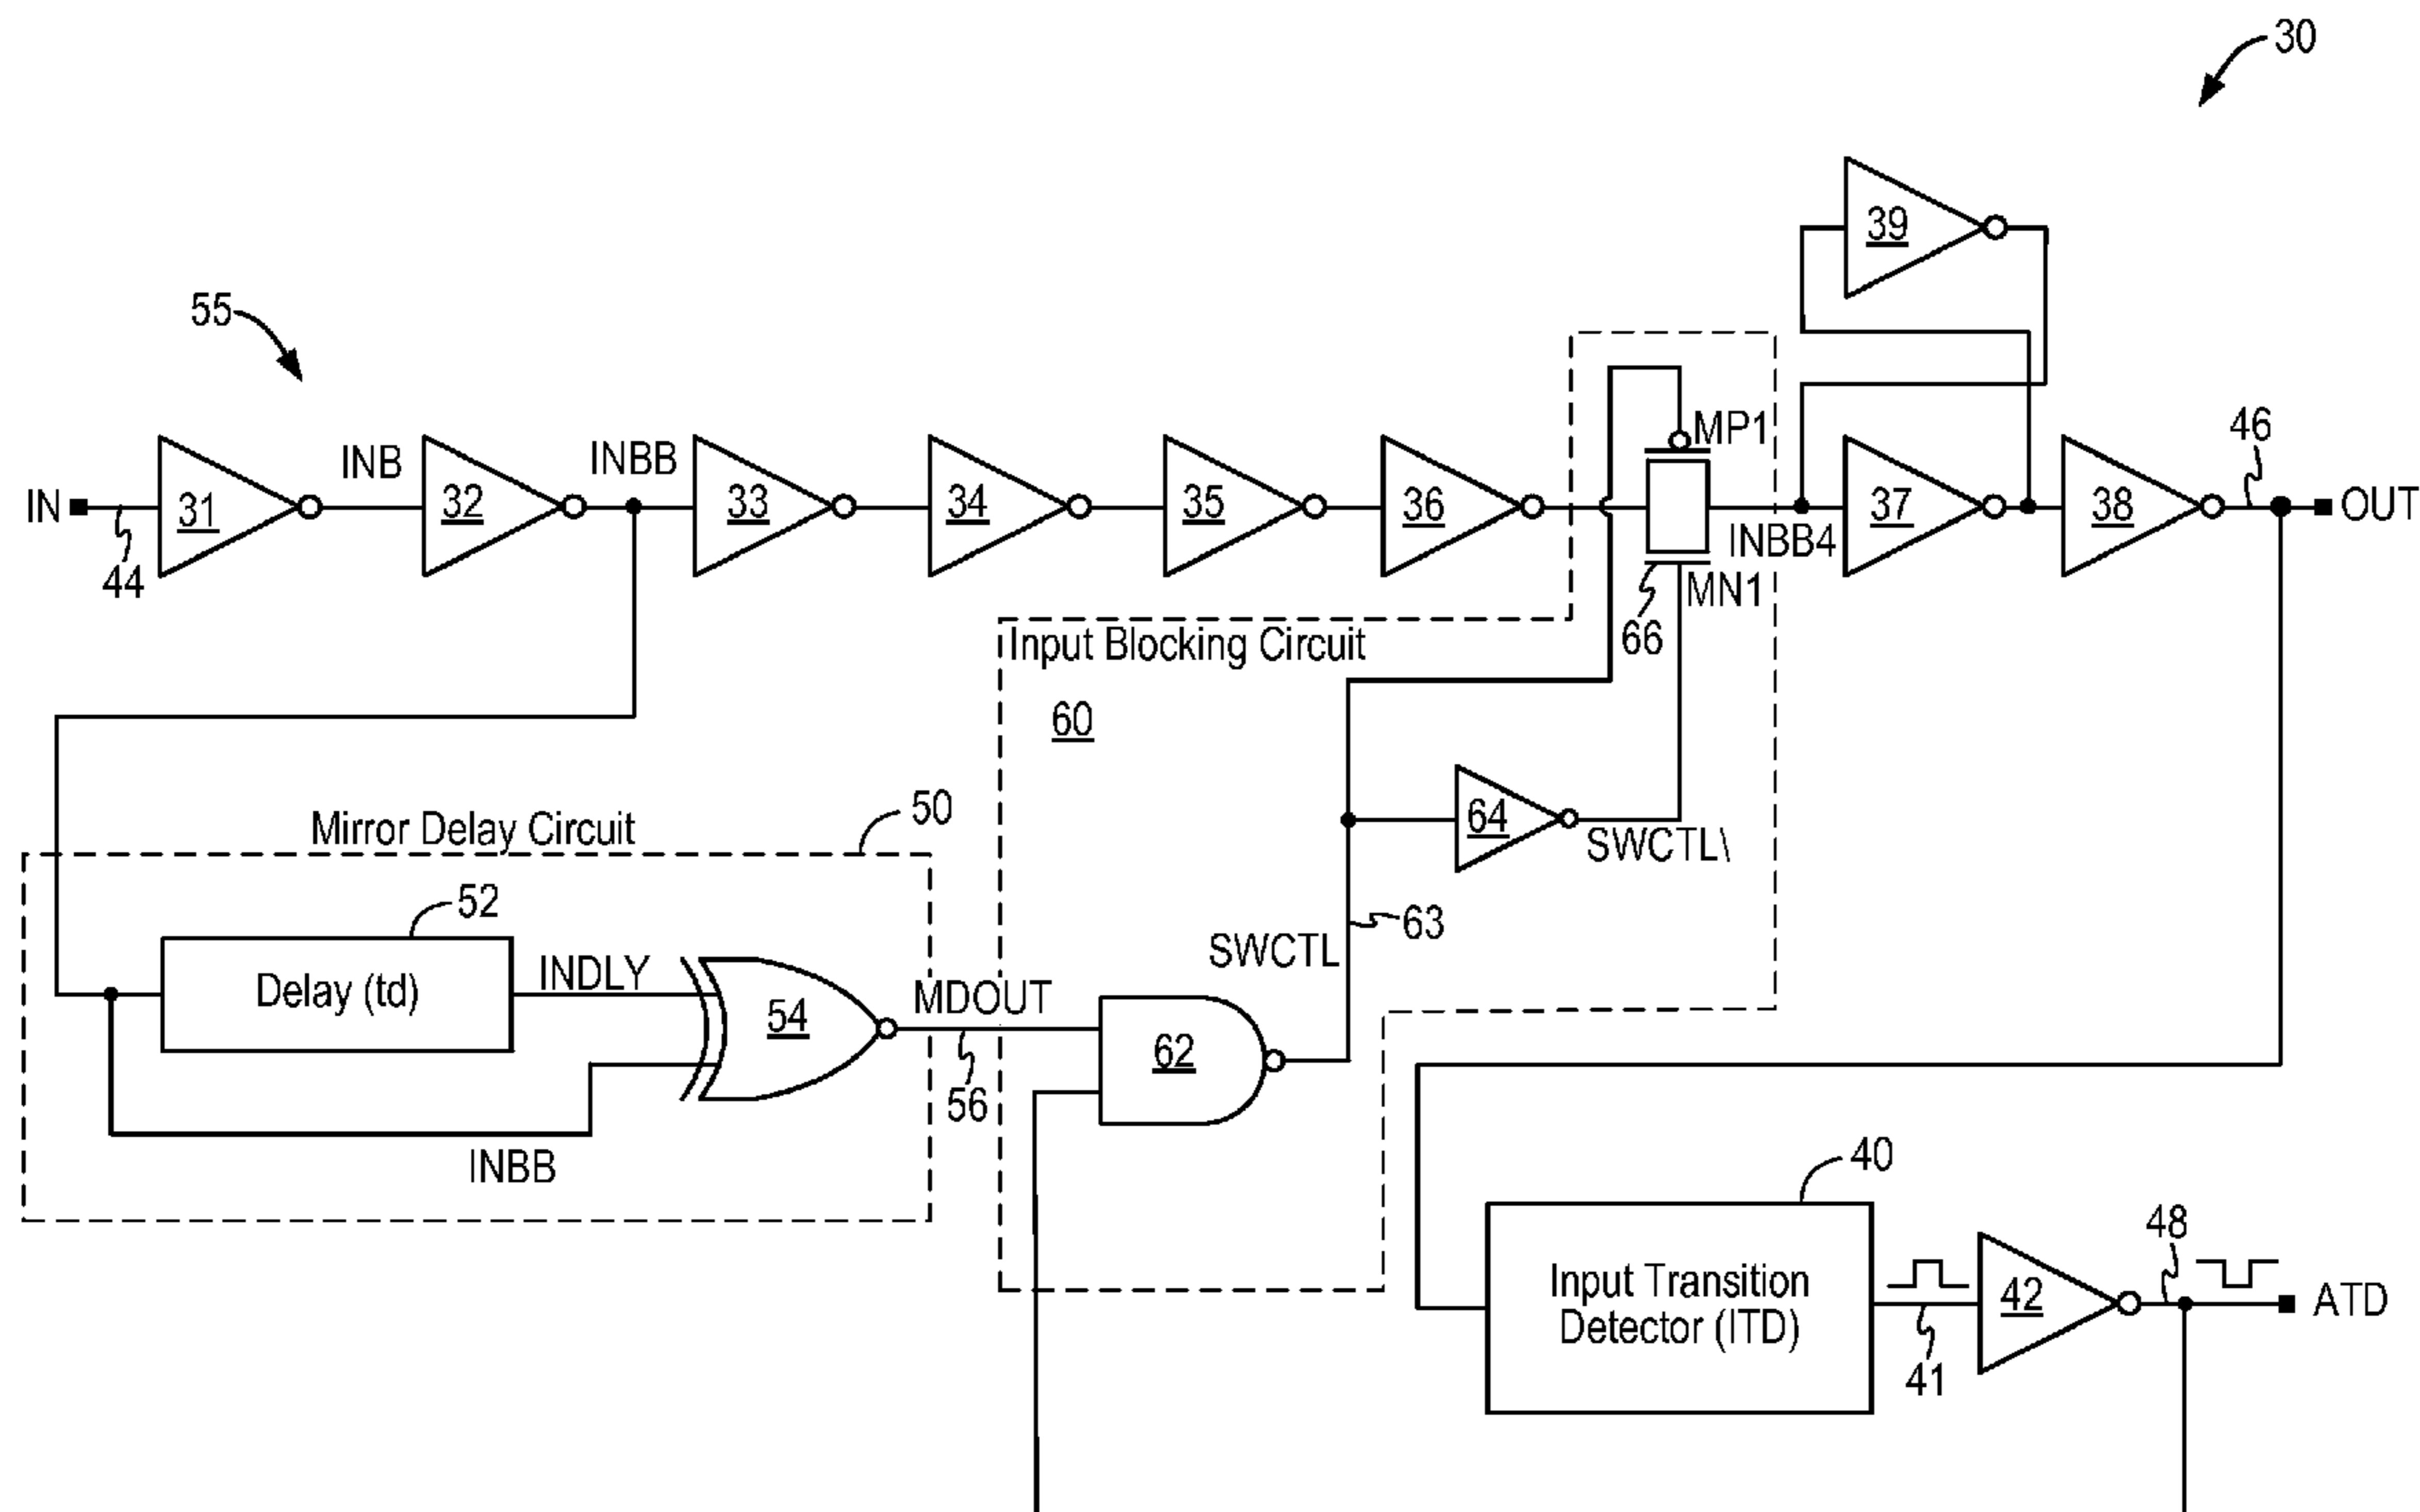 30
39
55
INB
INBB
MP1
46
IN
31
32
33
34
35
36
37
38
OUT
INBB4
44
MN1
66
Input Blocking Circuit
60
50
Mirror Delay Circuit
64
SWCTL\
52
63
SWCTL
Delay (td)
INDLY
54
MDOUT
62
56
INBB
40
48
Input Transition
Detector (ITD)
42
ATD
41